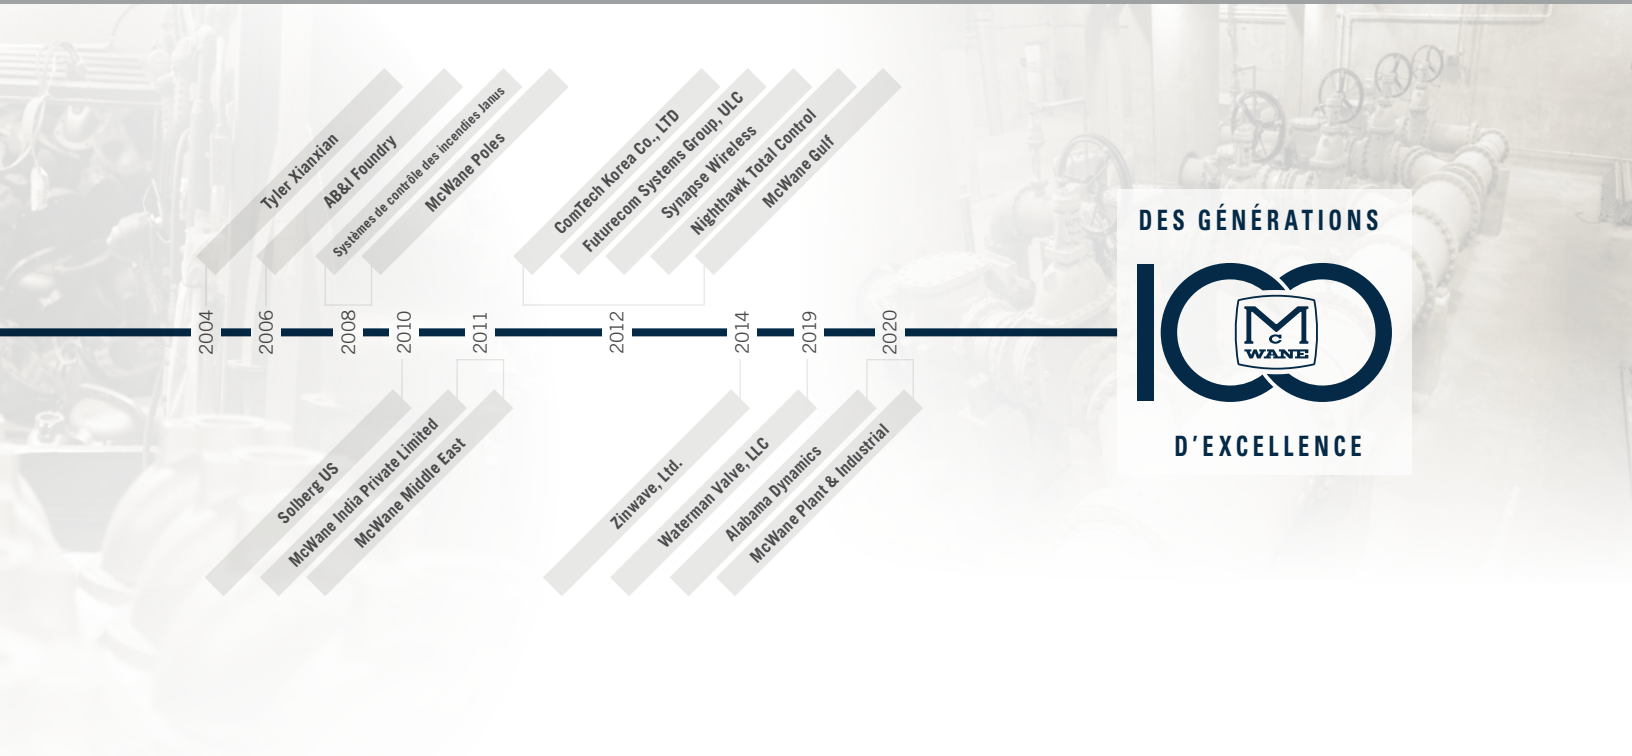 Tyler Xianxian
AB&I Foundry
Systèmes de contrôle des incendies Janus
McWane Poles
ComTech Korea Co., LTD
Futurecom Systems Group, ULC
Synapse Wireless
Nighthawk Total Control
McWane Gulf
2004
2006
2008
2010
2011
2012
2014
2019
2020
Solberg US
McWane India Private Limited
McWane Middle East
Zinwave, Ltd.
Waterman Valve, LLC
Alabama Dynamics
McWane Plant & Industrial
DES GÉNÉRATIONS
100
M
C
WANE
D'EXCELLENCE